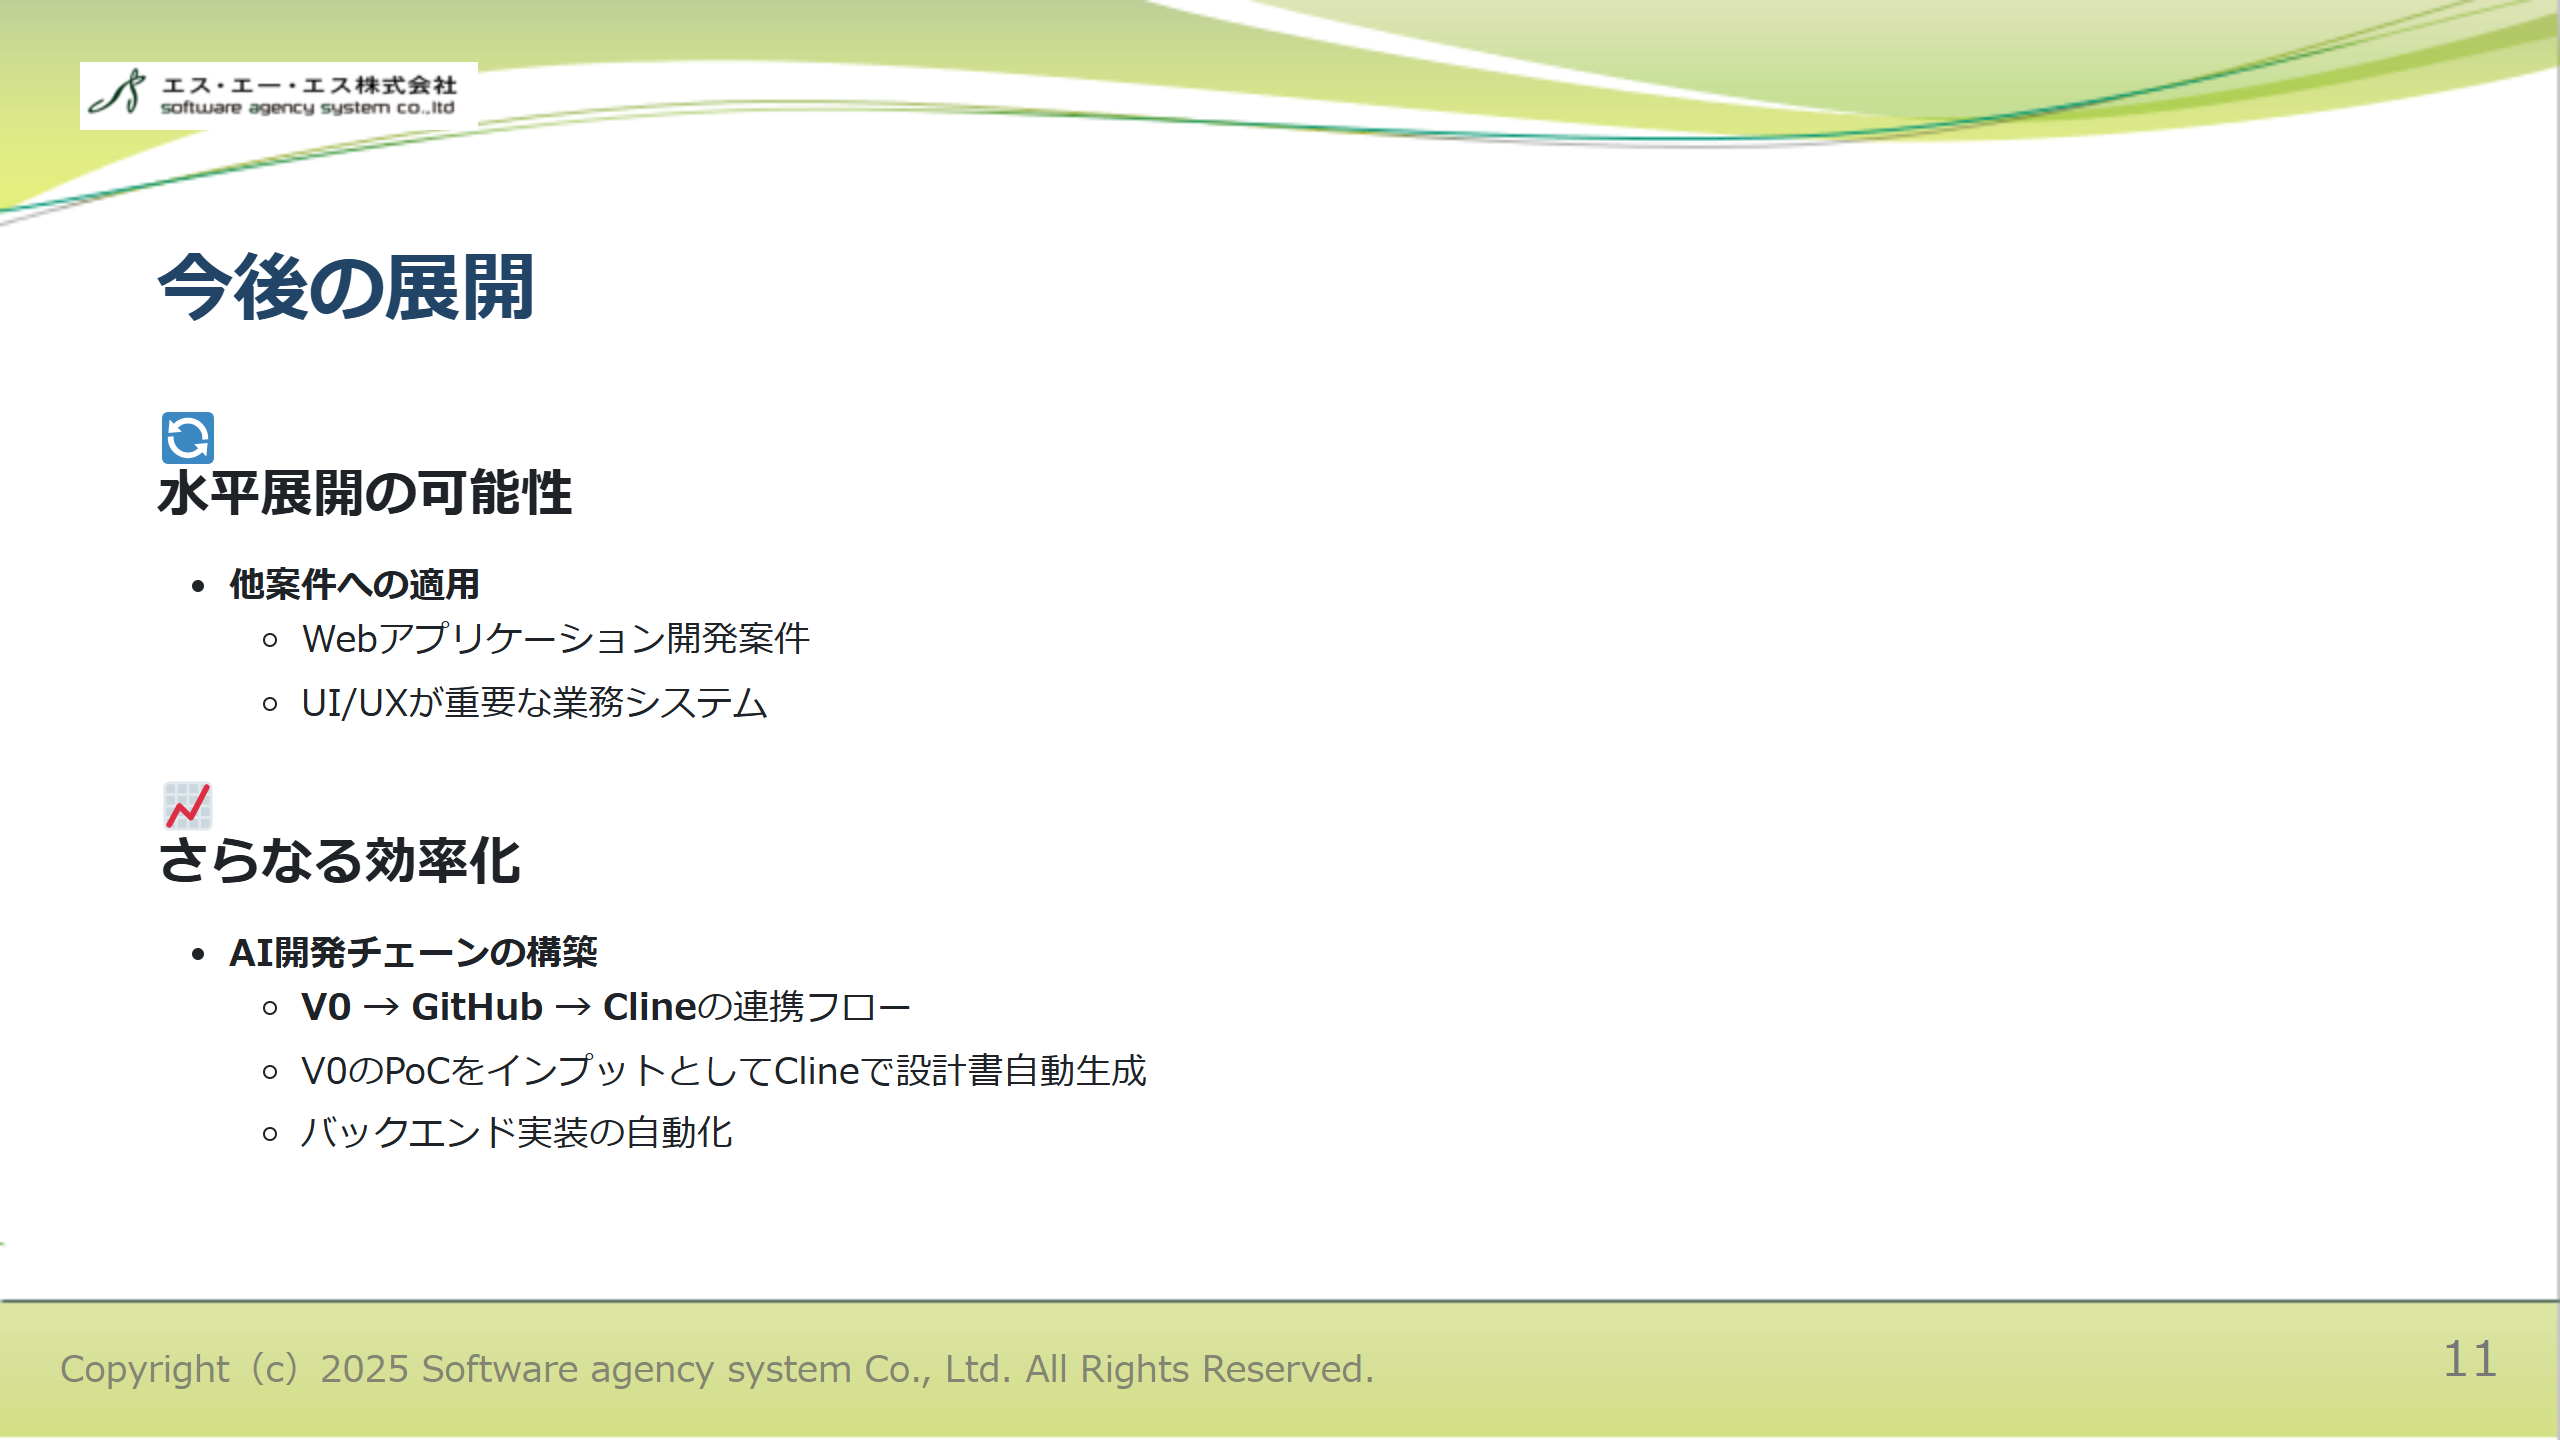 エス・エー・エス株式会社
software agency system co.,ltd
今後の展開
水平展開の可能性
• 他案件への適用
○ Webアプリケーション開発案件
○ UI/UXが重要な業務システム
さらなる効率化
• AI開発チェーンの構築
○ V0 → GitHub → Clineの連携フロー
○ V0のPoCをインプットとしてClineで設計書自動生成
○ バックエンド実装の自動化
Copyright（c）2025 Software agency system Co., Ltd. All Rights Reserved.
11